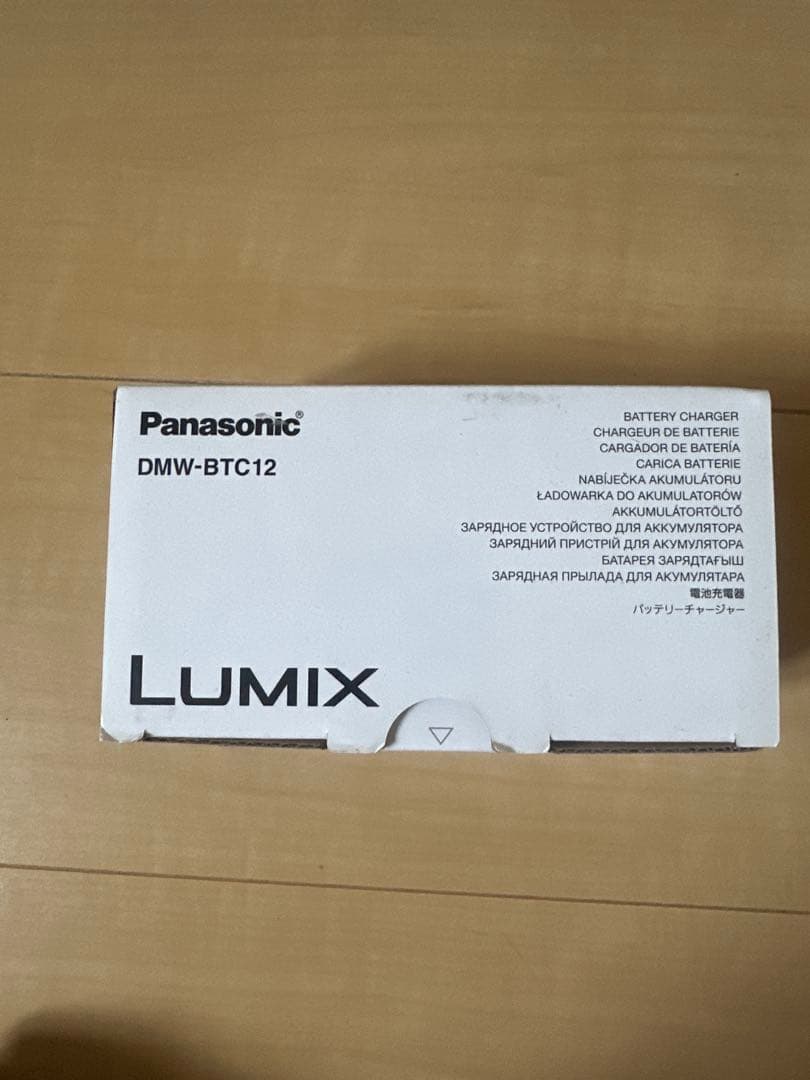 Panasonic®
DMW-BTC12
BATTERY CHARGER
CHARGEUR DE BATTERIE
CARGADOR DE BATERÍA
CARICA BATTERIE
NABÍJEČKA AKUMULÁTORU
ŁADOWARKA DO AKUMULATORÓW
AKKUMULÁTORTÖLTŐ
ЗАРЯДНОЕ УСТРОЙСТВО ДЛЯ АККУМУЛЯТОРА
ЗАРЯДНИЙ ПРИСТРІЙ ДЛЯ АКУМУЛЯТОРА
БАТАРЕЯ ЗАРЯДТАҒЫШ
ЗАРЯДНАЯ ПРЫЛАДА ДЛЯ АКУМУЛЯТАРА
電池充電器
バッテリーチャージャー
LUMIX